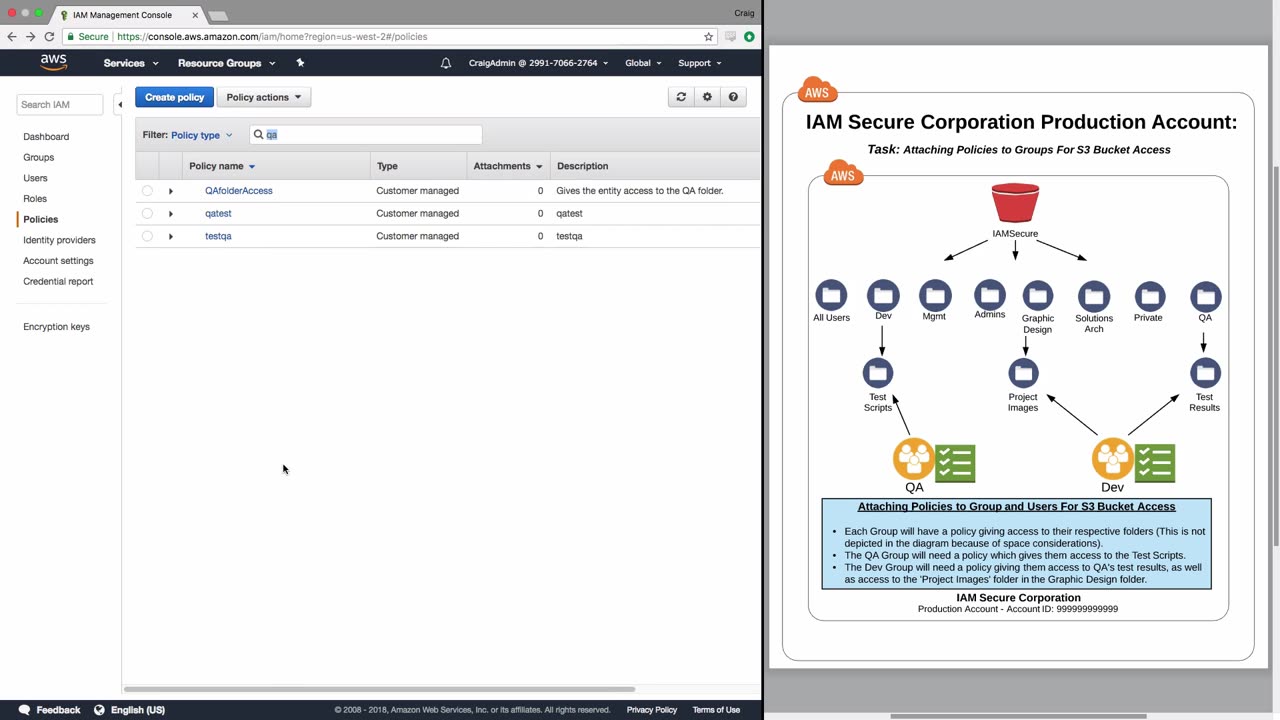 IAM Management Console
Craig
Secure
https://console.aws.amazon.com/iam/home?region=us-west-2#/policies
aws
Services
Resource Groups
CraigAdmin @ 2991-7066-2764
Global
Support
Search IAM
Dashboard
Groups
Users
Roles
Policies
Identity providers
Account settings
Credential report
Encryption keys
Create policy
Policy actions
Filter: Policy type
qa
Policy name Type Attachments Description
QAfolderAccess Customer managed 0 Gives the entity access to the QA folder.
qatest Customer managed 0 qatest
testqa Customer managed 0 testqa
Feedback
English (US)
© 2008 - 2018, Amazon Web Services, Inc. or its affiliates. All rights reserved.
Privacy Policy
Terms of Use
AWS
IAM Secure Corporation Production Account:
Task: Attaching Policies to Groups For S3 Bucket Access
AWS
IAMSecure
All Users
Dev
Mgmt
Admins
Graphic
Design
Solutions
Arch
Private
QA
Test
Scripts
Project
Images
Test
Results
QA
Dev
Attaching Policies to Group and Users For S3 Bucket Access
• Each Group will have a policy giving access to their respective folders (This is not
depicted in the diagram because of space considerations).
• The QA Group will need a policy which gives them access to the Test Scripts.
• The Dev Group will need a policy giving them access to QA's test results, as well
as access to the 'Project Images' folder in the Graphic Design folder.
IAM Secure Corporation
Production Account - Account ID: 999999999999